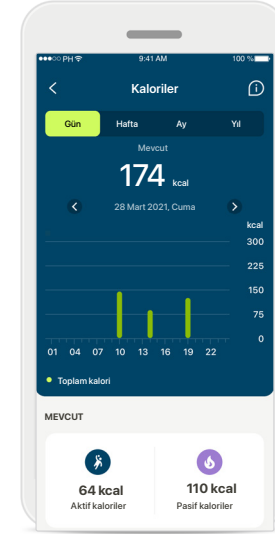 PH 9:41 AM 100 %
Kaloriler
Gün Hafta Ay Yıl
Mevcut
174 kcal
28 Mart 2021, Cuma
kcal
300
225
150
75
0
01 04 07 10 13 16 19 22
Toplam kalori
MEVCUT
64 kcal 110 kcal
Aktif kaloriler Pasif kaloriler